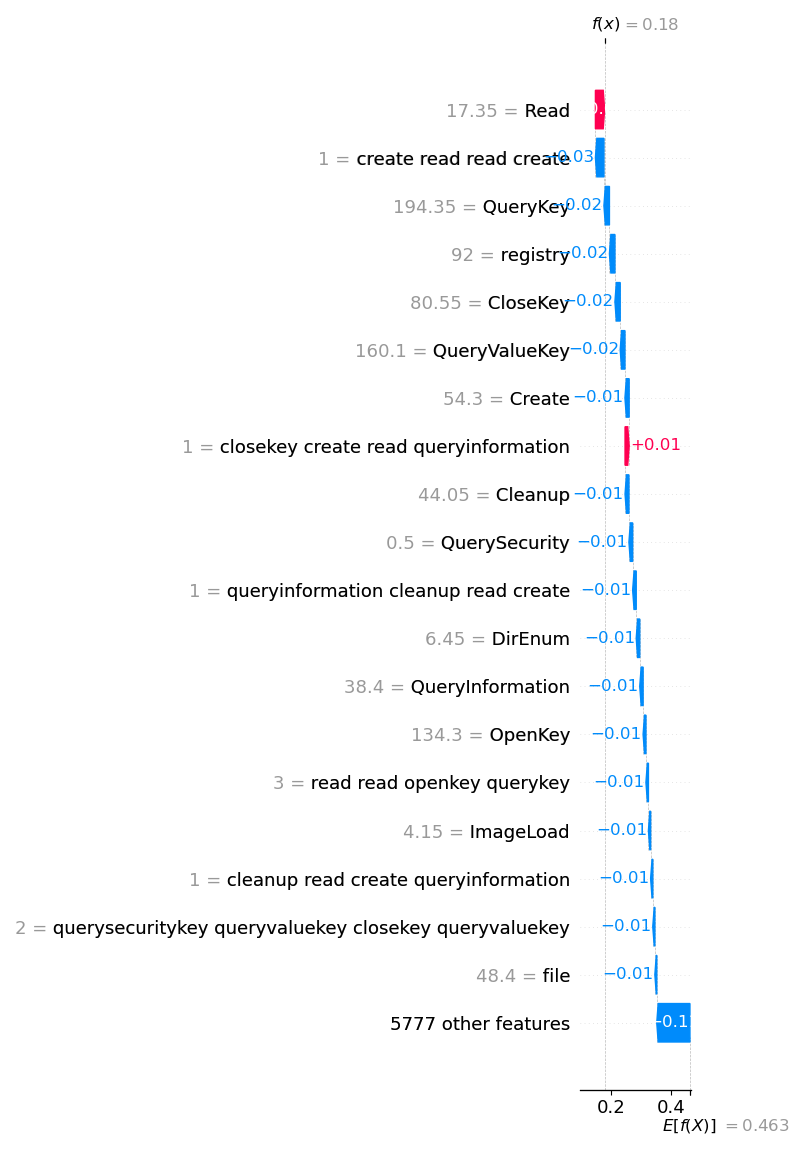 f(x) = 0.18
17.35 = Read
1 = create read read create −0.03
194.35 = QueryKey −0.02
92 = registry −0.02
80.55 = CloseKey −0.02
160.1 = QueryValueKey −0.02
54.3 = Create −0.01
1 = closekey create read queryinformation +0.01
44.05 = Cleanup −0.01
0.5 = QuerySecurity −0.01
1 = queryinformation cleanup read create −0.01
6.45 = DirEnum −0.01
38.4 = QueryInformation −0.01
134.3 = OpenKey −0.01
3 = read read openkey querykey −0.01
4.15 = ImageLoad −0.01
1 = cleanup read create queryinformation −0.01
2 = querysecuritykey queryvaluekey closekey queryvaluekey −0.01
48.4 = file −0.01
5777 other features
0.2 0.4
E[f(X)] = 0.463